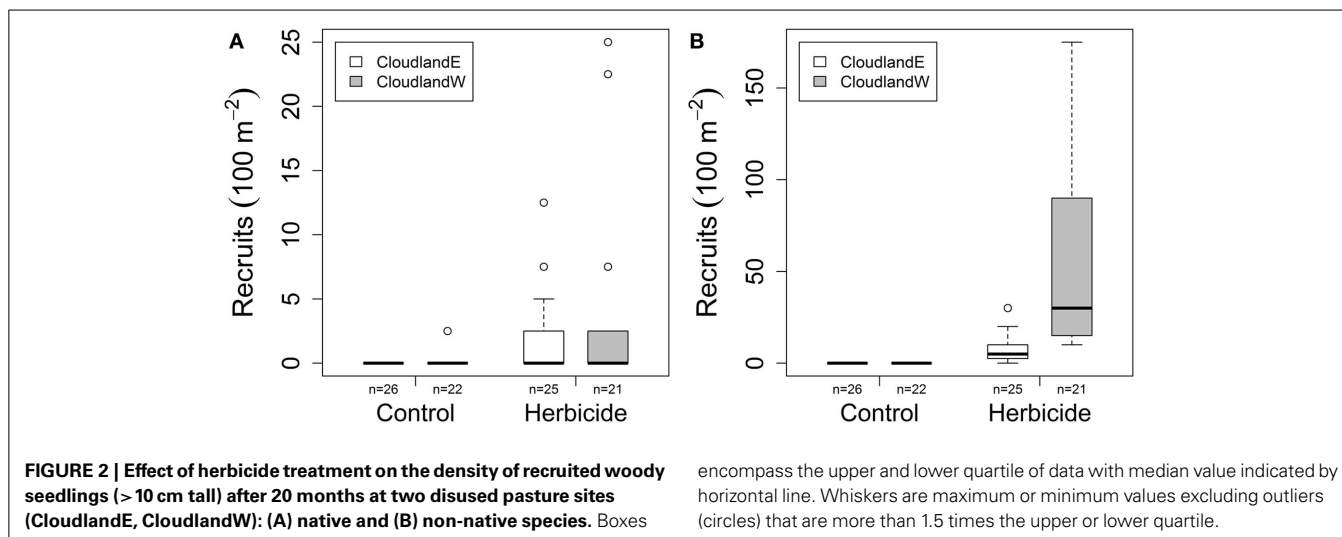 A
Recruits (100 m⁻²)
25
20
15
10
5
0
CloudlandE
CloudlandW
n=26 n=22 n=25 n=21
Control Herbicide
B
Recruits (100 m⁻²)
150
100
50
0
CloudlandE
CloudlandW
n=26 n=22 n=25 n=21
Control Herbicide
FIGURE 2 | Effect of herbicide treatment on the density of recruited woody
seedlings (> 10 cm tall) after 20 months at two disused pasture sites
(CloudlandE, CloudlandW): (A) native and (B) non-native species. Boxes
encompass the upper and lower quartile of data with median value indicated by
horizontal line. Whiskers are maximum or minimum values excluding outliers
(circles) that are more than 1.5 times the upper or lower quartile.